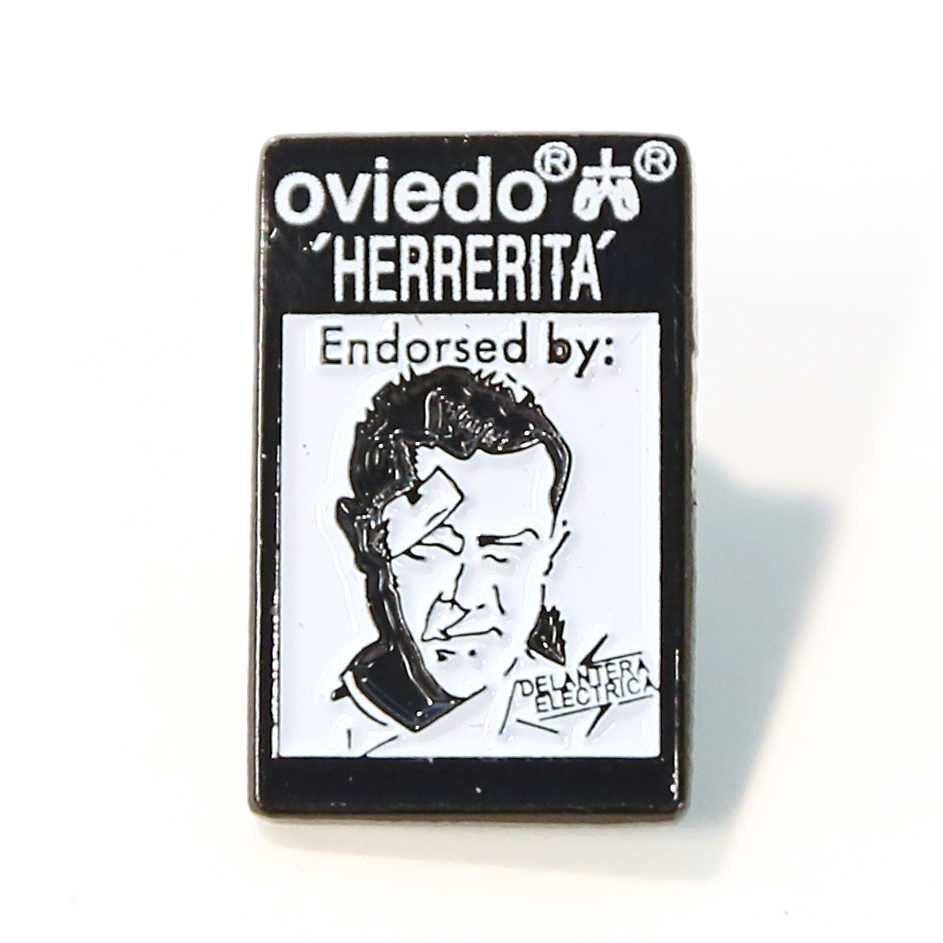 oviedo® ®
´HERRERITA´
Endorsed by:
DELANTERA
ELECTRICA